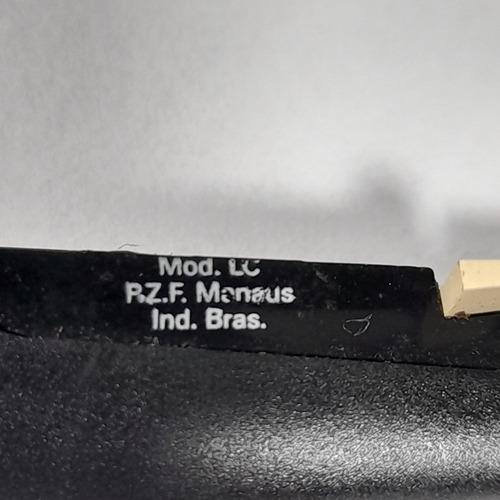 Mod. LC
P.Z.F. Manaus
Ind. Bras.